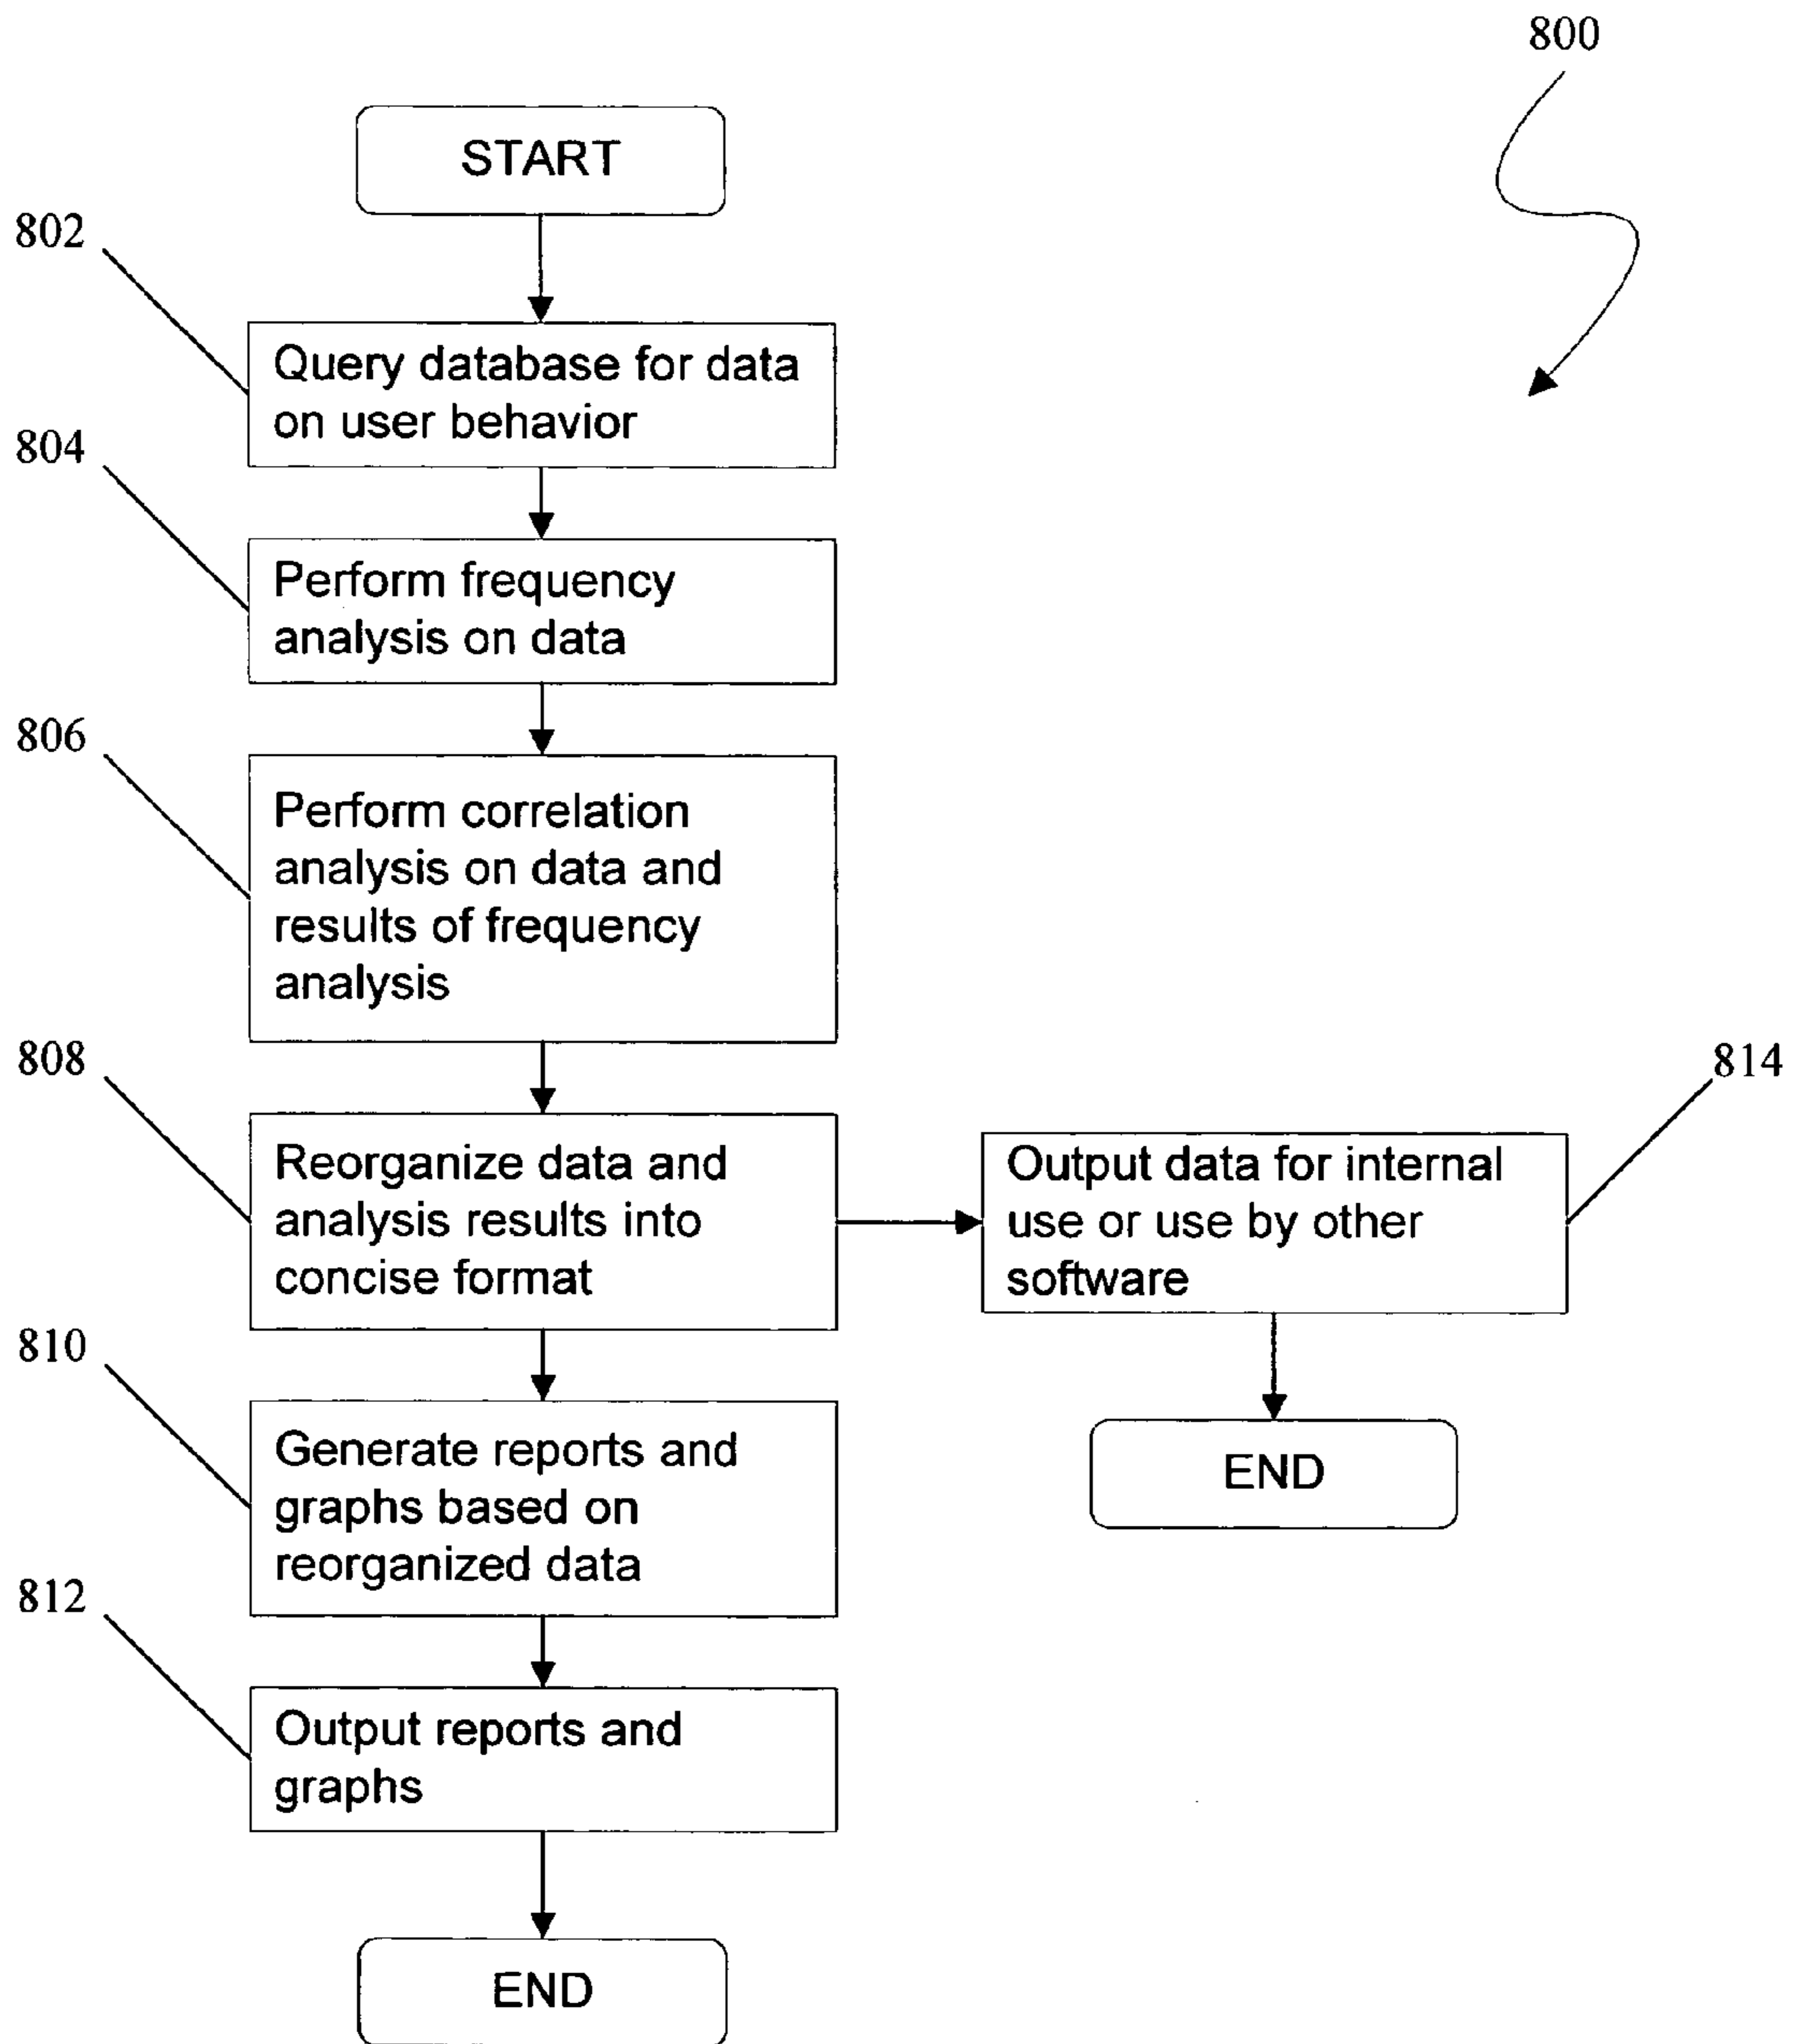 800
START
802
Query database for data
on user behavior
804
Perform frequency
analysis on data
806
Perform correlation
analysis on data and
results of frequency
analysis
808
Reorganize data and
analysis results into
concise format
814
Output data for internal
use or use by other
software
END
810
Generate reports and
graphs based on
reorganized data
812
Output reports and
graphs
END